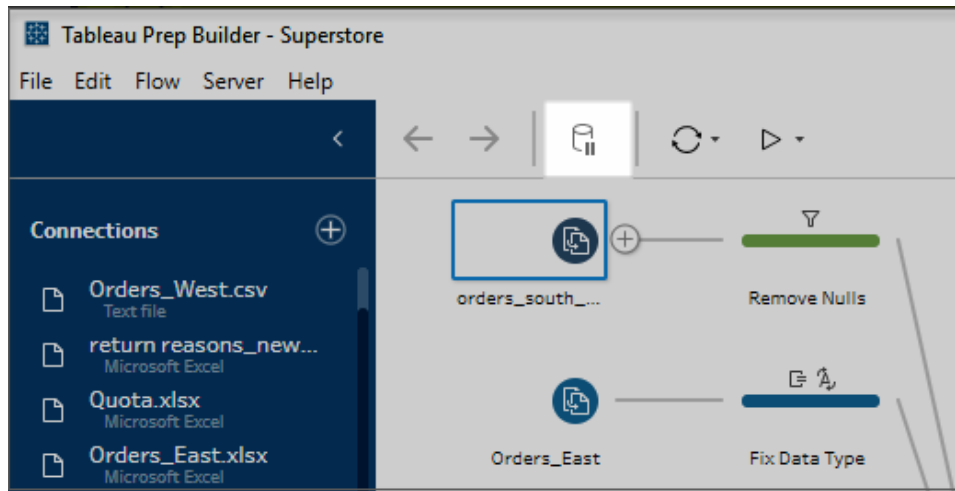 Tableau Prep Builder - Superstore
File Edit Flow Server Help
Connections
Orders_West.csv
Text file
return reasons_new...
Microsoft Excel
Quota.xlsx
Microsoft Excel
Orders_East.xlsx
Microsoft Excel
orders_south_...
Remove Nulls
Orders_East
Fix Data Type